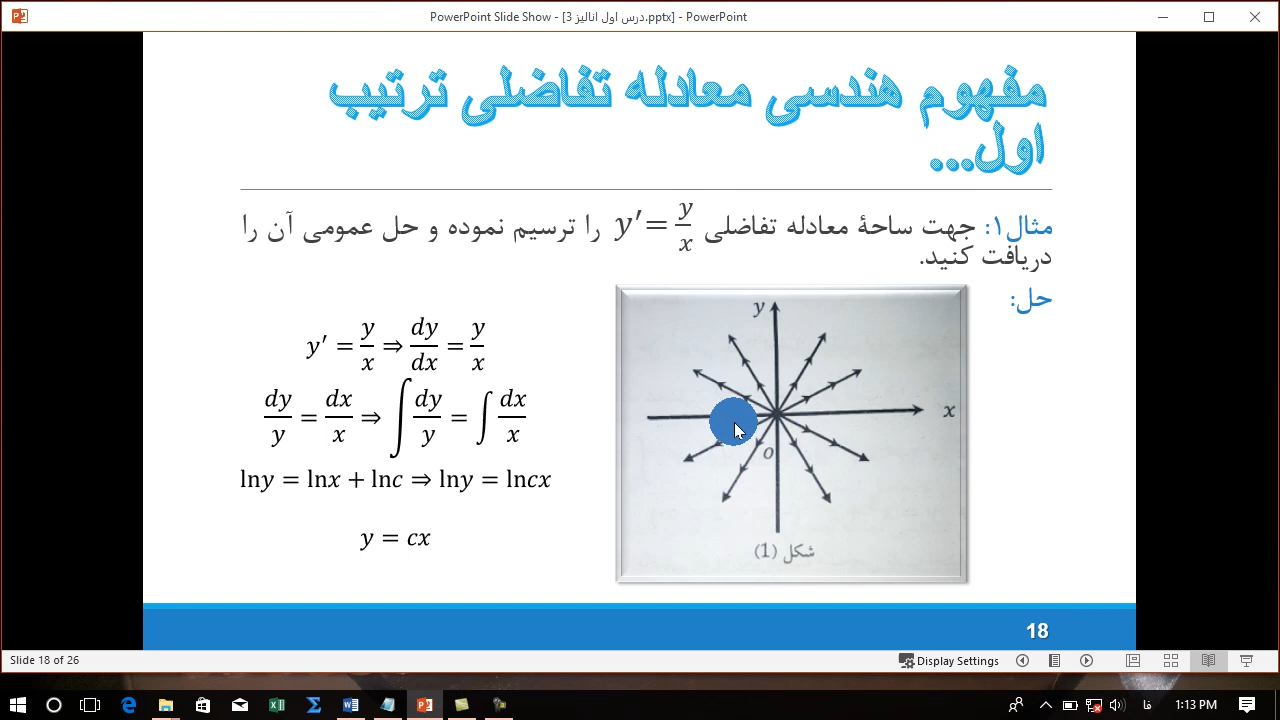 PowerPoint Slide Show - [درس اول انالیز 3.pptx] - PowerPoint
مفهوم هندسی معادله تفاضلی ترتیب
اول...
مثال۱: جهت ساحۀ معادله تفاضلی y′ = y/x را ترسیم نموده و حل عمومی آن را
دریافت کنید.
حل:
y′ = y/x ⇒ dy/dx = y/x
dy/y = dx/x ⇒ ∫ dy/y = ∫ dx/x
lny = lnx + lnc ⇒ lny = lncx
y = cx
y
x
O
شکل (1)
18
Slide 18 of 26
Display Settings
فا
1:13 PM